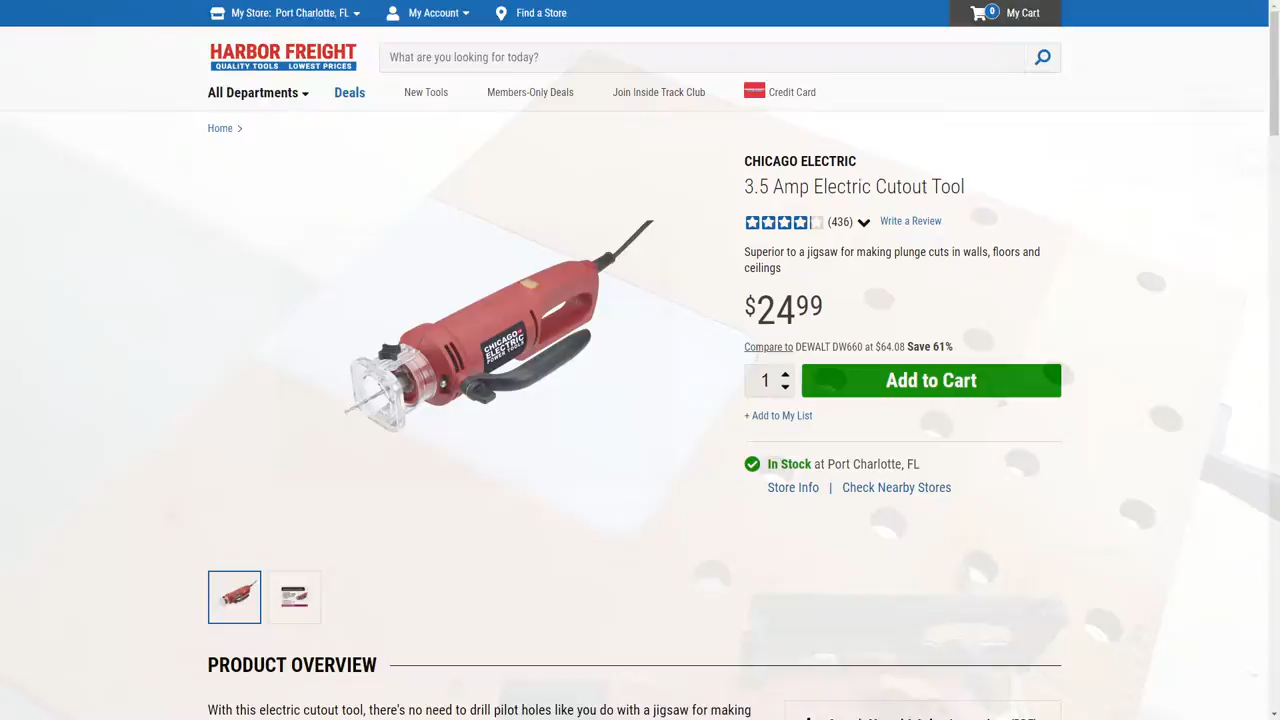 My Store: Port Charlotte, FL
My Account
Find a Store
0
My Cart
HARBOR FREIGHT
QUALITY TOOLS LOWEST PRICES
What are you looking for today?
All Departments
Deals
New Tools
Members-Only Deals
Join Inside Track Club
Credit Card
Home >
CHICAGO ELECTRIC
3.5 Amp Electric Cutout Tool
(436)
Write a Review
Superior to a jigsaw for making plunge cuts in walls, floors and
ceilings
$24.99
Compare to DEWALT DW660 at $64.08 Save 61%
1
Add to Cart
+ Add to My List
In Stock at Port Charlotte, FL
Store Info | Check Nearby Stores
CHICAGO
ELECTRIC
POWER TOOLS
PRODUCT OVERVIEW
With this electric cutout tool, there's no need to drill pilot holes like you do with a jigsaw for making